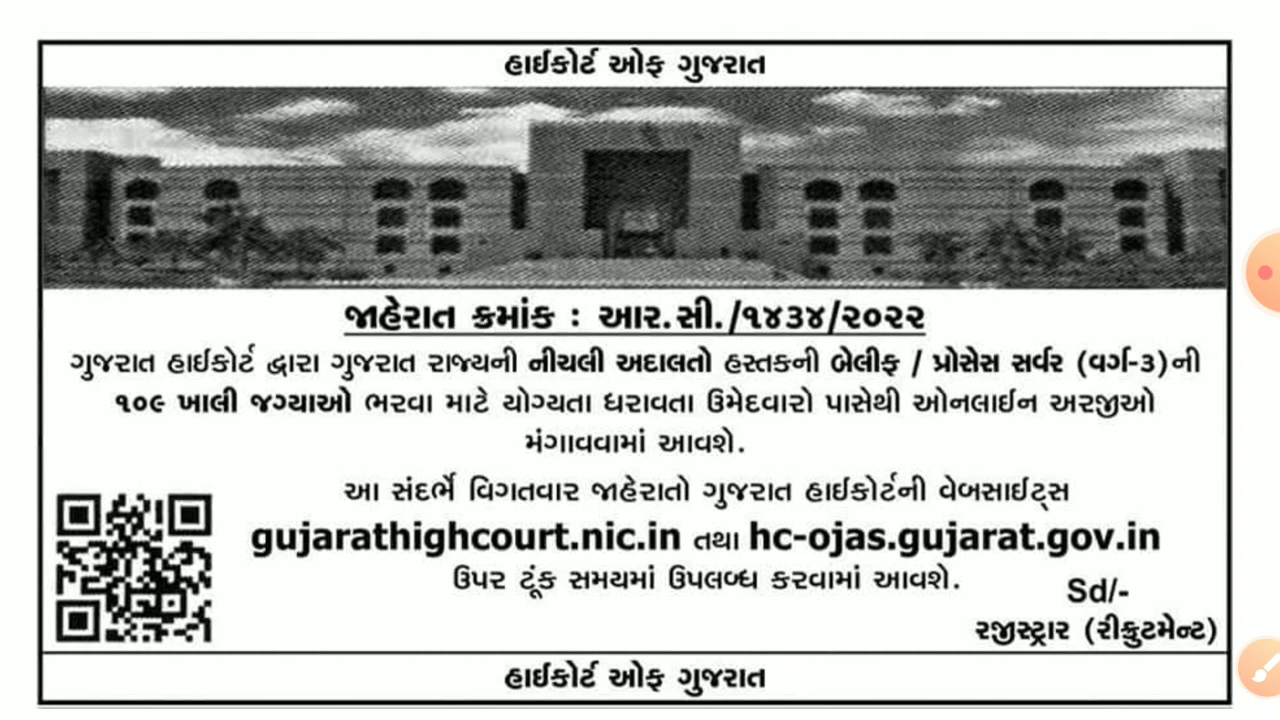 હાઈકોર્ટ ઓફ ગુજરાત
જાહેરાત ક્રમાંક : આર.સી./૧૪૩૪/૨૦૨૨
ગુજરાત હાઈકોર્ટ દ્વારા ગુજરાત રાજ્યની નીચલી અદાલતો હસ્તકની બેલીફ / પ્રોસેસ સર્વર (વર્ગ-૩)ની
૧૦૯ ખાલી જગ્યાઓ ભરવા માટે યોગ્યતા ધરાવતા ઉમેદવારો પાસેથી ઓનલાઈન અરજીઓ
મંગાવવામાં આવશે.
આ સંદર્ભે વિગતવાર જાહેરાતો ગુજરાત હાઈકોર્ટની વેબસાઈટ્સ
gujarathighcourt.nic.in તથા hc-ojas.gujarat.gov.in
ઉપર ટૂંક સમયમાં ઉપલબ્ધ કરવામાં આવશે.
Sd/-
રજીસ્ટ્રાર (રીક્રુટમેન્ટ)
હાઈકોર્ટ ઓફ ગુજરાત